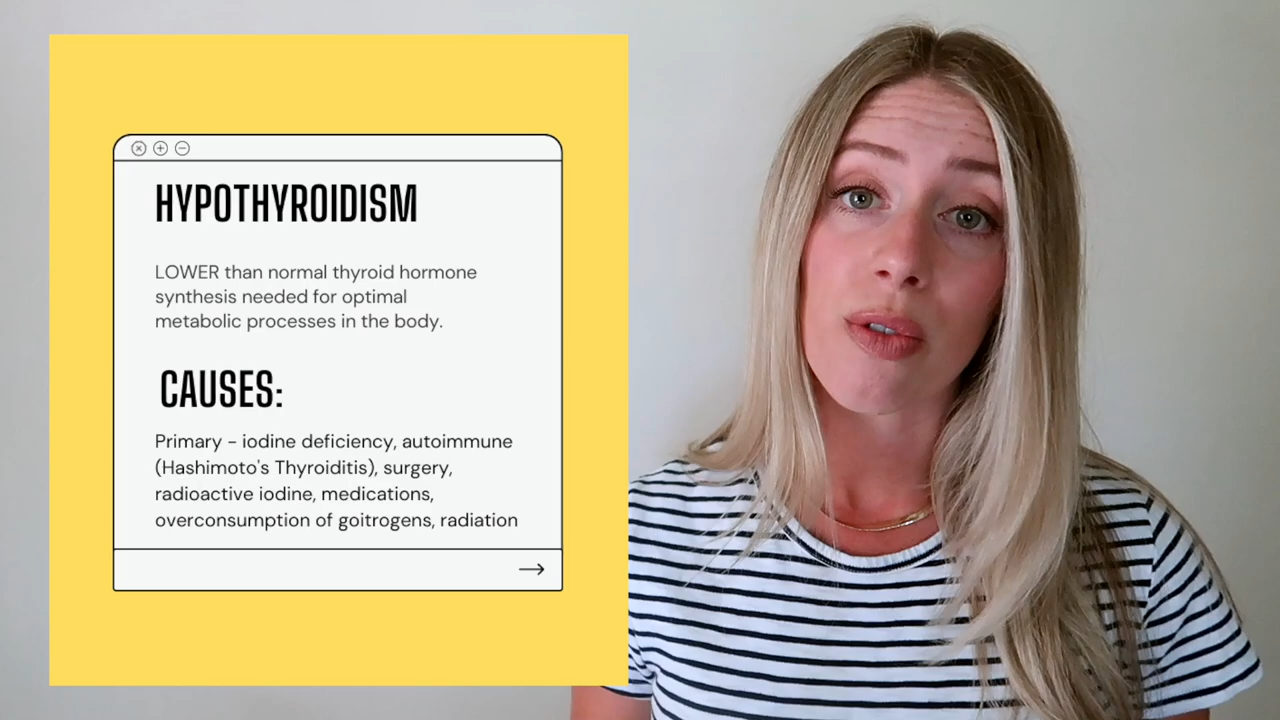 HYPOTHYROIDISM
LOWER than normal thyroid hormone
synthesis needed for optimal
metabolic processes in the body.
CAUSES:
Primary - iodine deficiency, autoimmune
(Hashimoto's Thyroiditis), surgery,
radioactive iodine, medications,
overconsumption of goitrogens, radiation